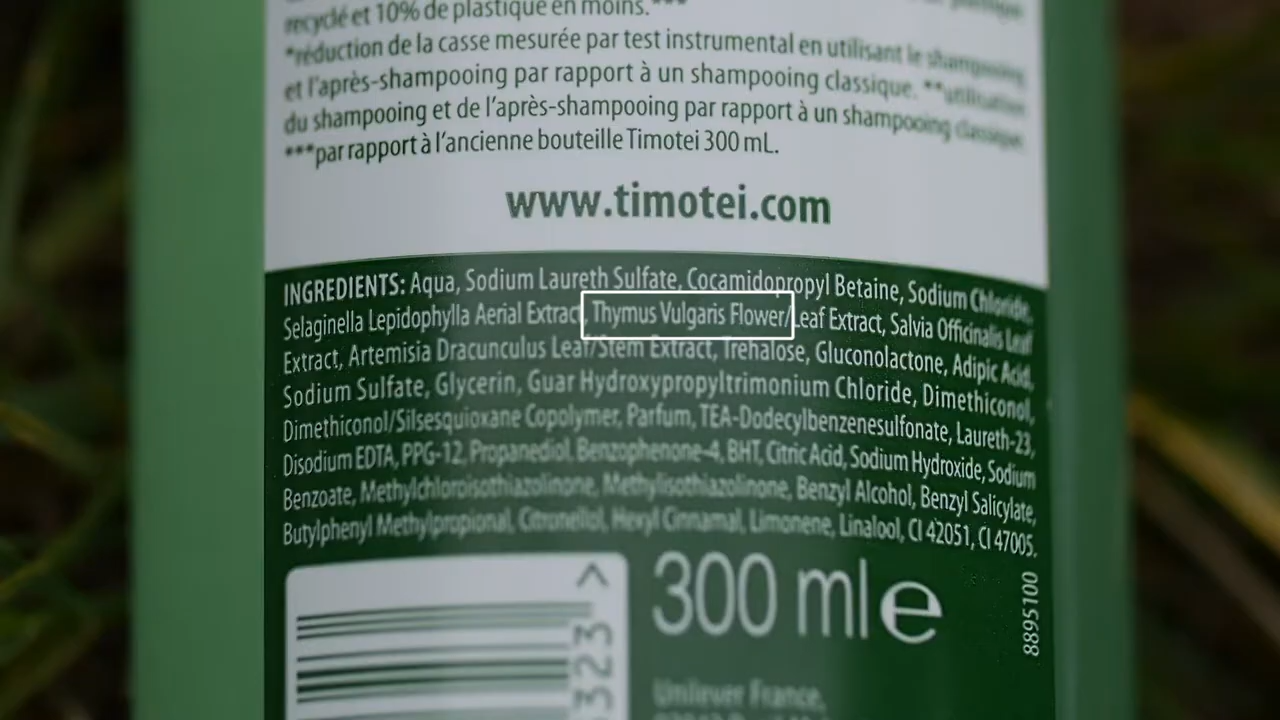 recyclé et 10% de plastique en moins.***
*réduction de la casse mesurée par test instrumental en utilisant le shampooing
et l'après-shampooing par rapport à un shampooing classique. **utilisation
du shampooing et de l'après-shampooing par rapport à un shampooing classique.
***par rapport à l'ancienne bouteille Timotei 300 mL.
www.timotei.com
INGREDIENTS: Aqua, Sodium Laureth Sulfate, Cocamidopropyl Betaine, Sodium Chloride,
Selaginella Lepidophylla Aerial Extract, Thymus Vulgaris Flower/Leaf Extract, Salvia Officinalis Leaf
Extract, Artemisia Dracunculus Leaf/Stem Extract, Trehalose, Gluconolactone, Adipic Acid,
Sodium Sulfate, Glycerin, Guar Hydroxypropyltrimonium Chloride, Dimethiconol,
Dimethiconol/Silsesquioxane Copolymer, Parfum, TEA-Dodecylbenzenesulfonate, Laureth-23,
Disodium EDTA, PPG-12, Propanediol, Benzophenone-4, BHT, Citric Acid, Sodium Hydroxide, Sodium
Benzoate, Methylchloroisothiazolinone, Methylisothiazolinone, Benzyl Alcohol, Benzyl Salicylate,
Butylphenyl Methylpropional, Citronellol, Hexyl Cinnamal, Limonene, Linalool, CI 42051, CI 47005.
300 ml e
8895100
323 >
Unilever France,